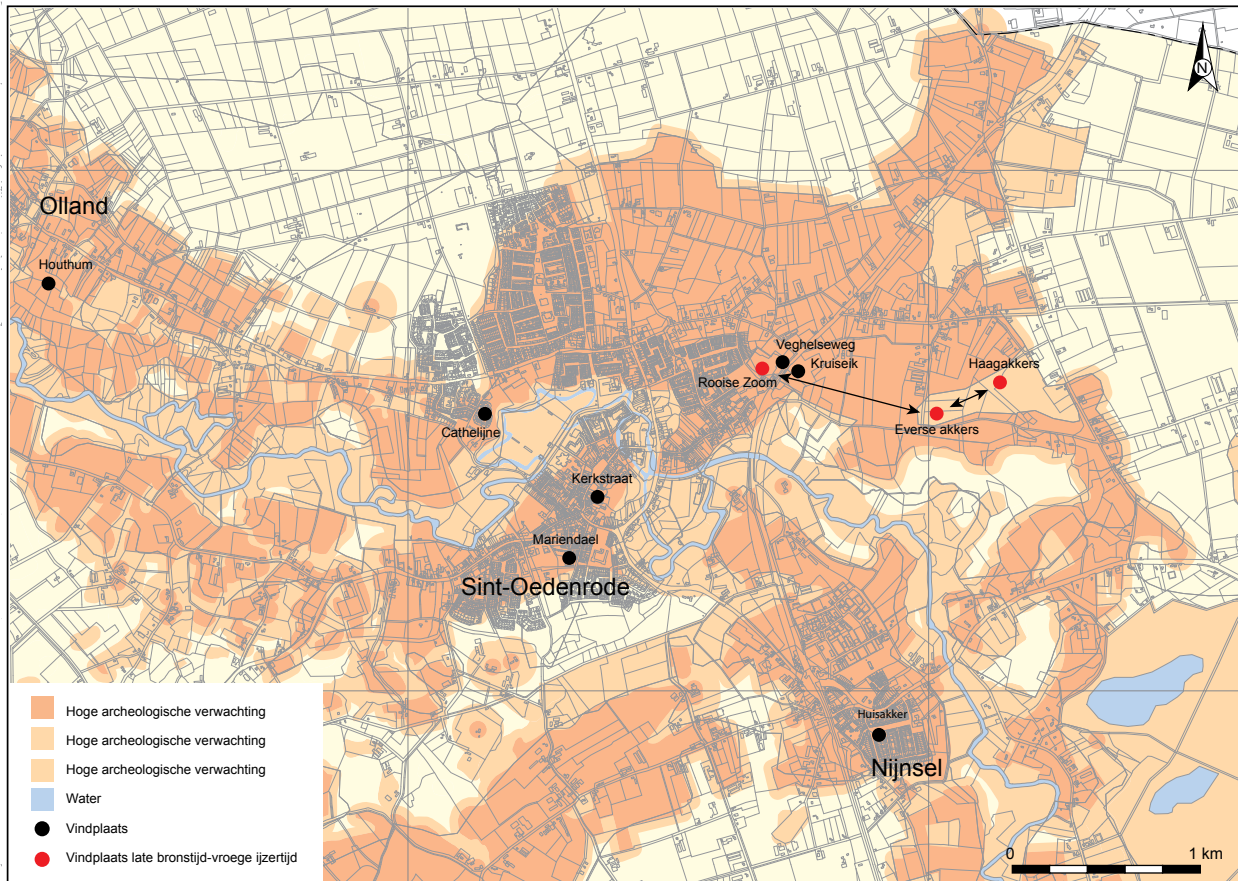 N
Olland
Houthum
Veghelseweg
Kruiseik
Rooise Zoom
Haagakkers
Everse akkers
Cathelijne
Kerkstraat
Mariendael
Sint-Oedenrode
Huisakker
Nijnsel
Hoge archeologische verwachting
Hoge archeologische verwachting
Hoge archeologische verwachting
Water
Vindplaats
Vindplaats late bronstijd-vroege ijzertijd
0 1 km